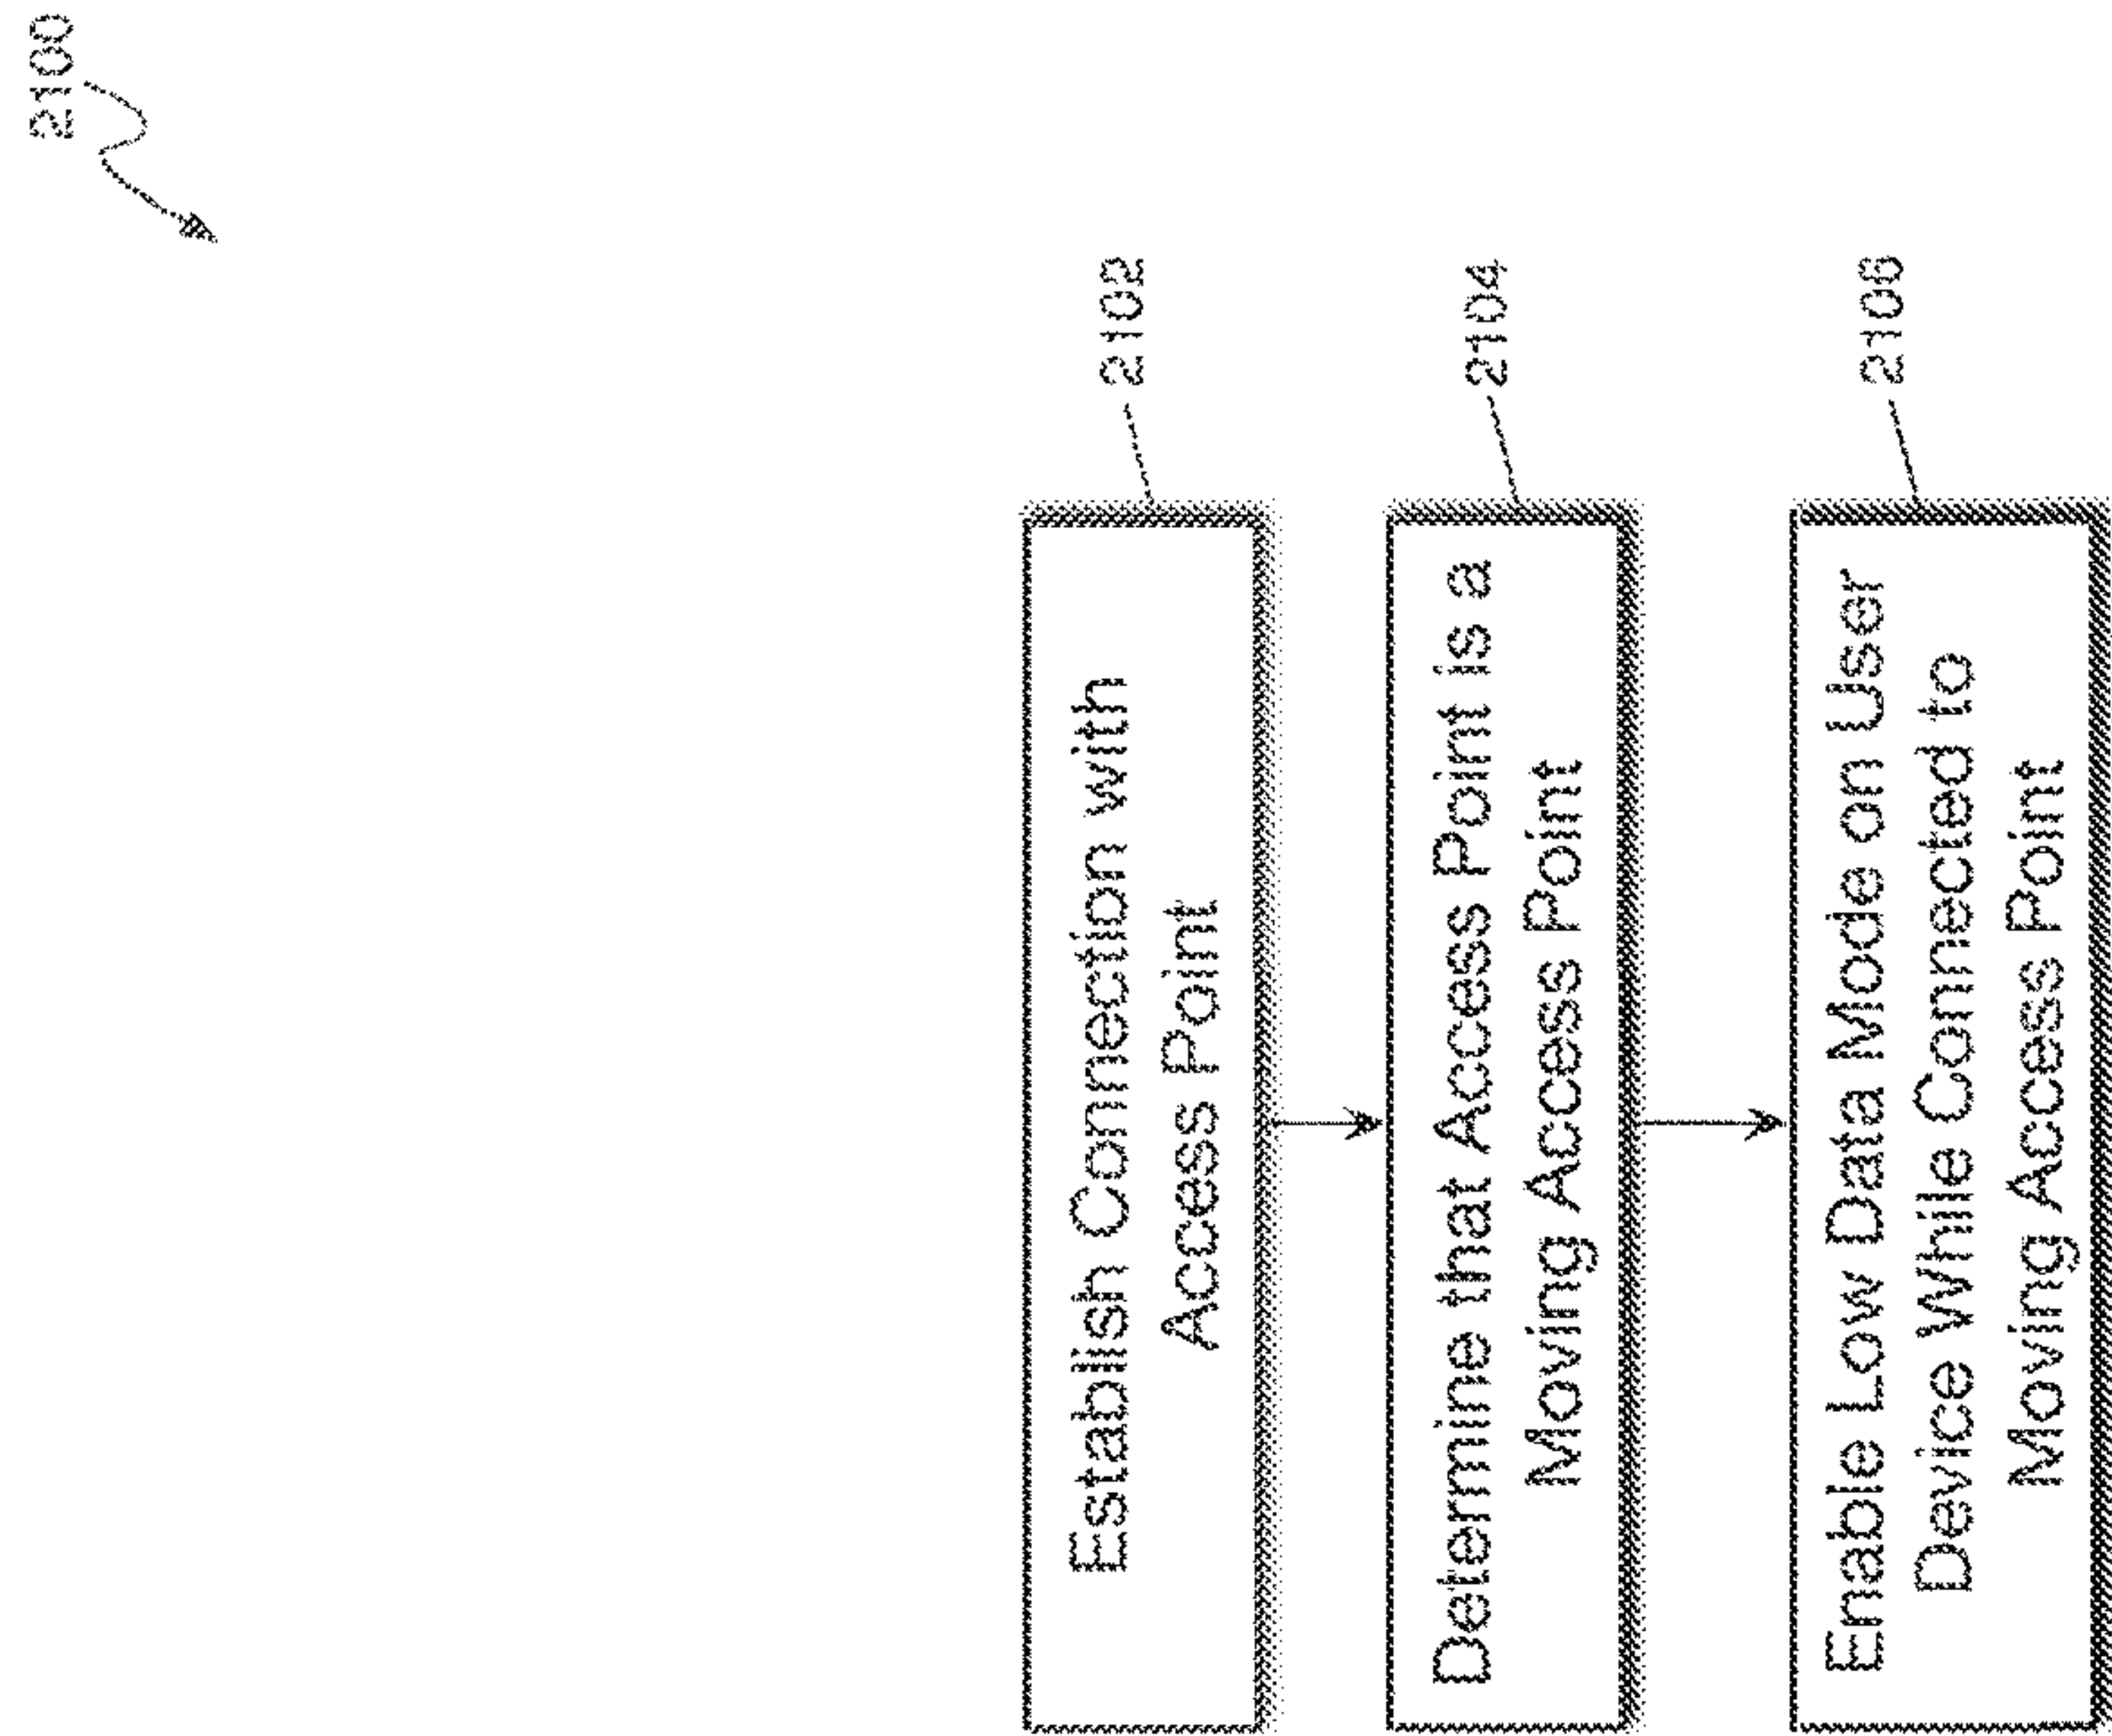 2100
Establish Connection with
Access Point
2102
Determine that Access Point is a
Moving Access Point
2104
Enable Low Data Mode on User
Device While Connected to
Moving Access Point
2106